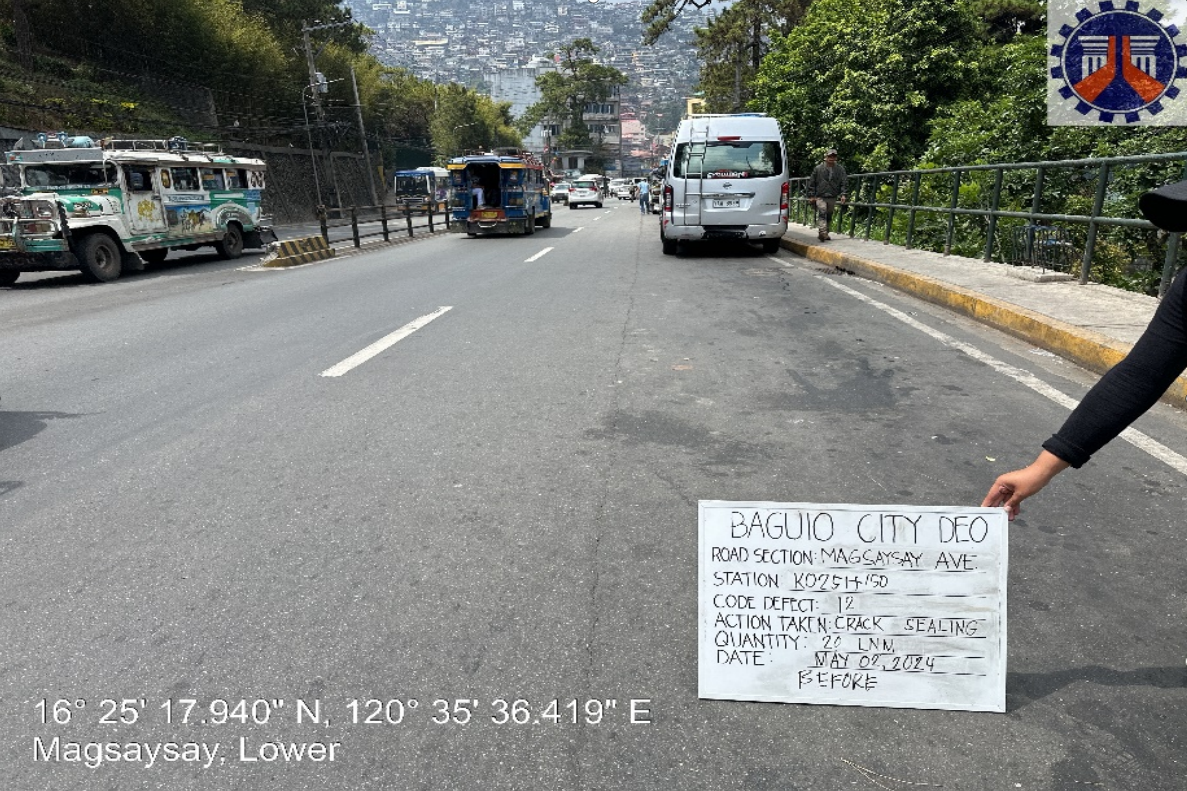 BAGUIO CITY DEO
ROAD SECTION: MAGSAYSAY AVE.
STATION K0251+150
CODE DEFECT: 12
ACTION TAKEN: CRACK SEALING
QUANTITY: 20 LNM
DATE: MAY 02, 2024
BEFORE
16° 25' 17.940" N, 120° 35' 36.419" E
Magsaysay, Lower